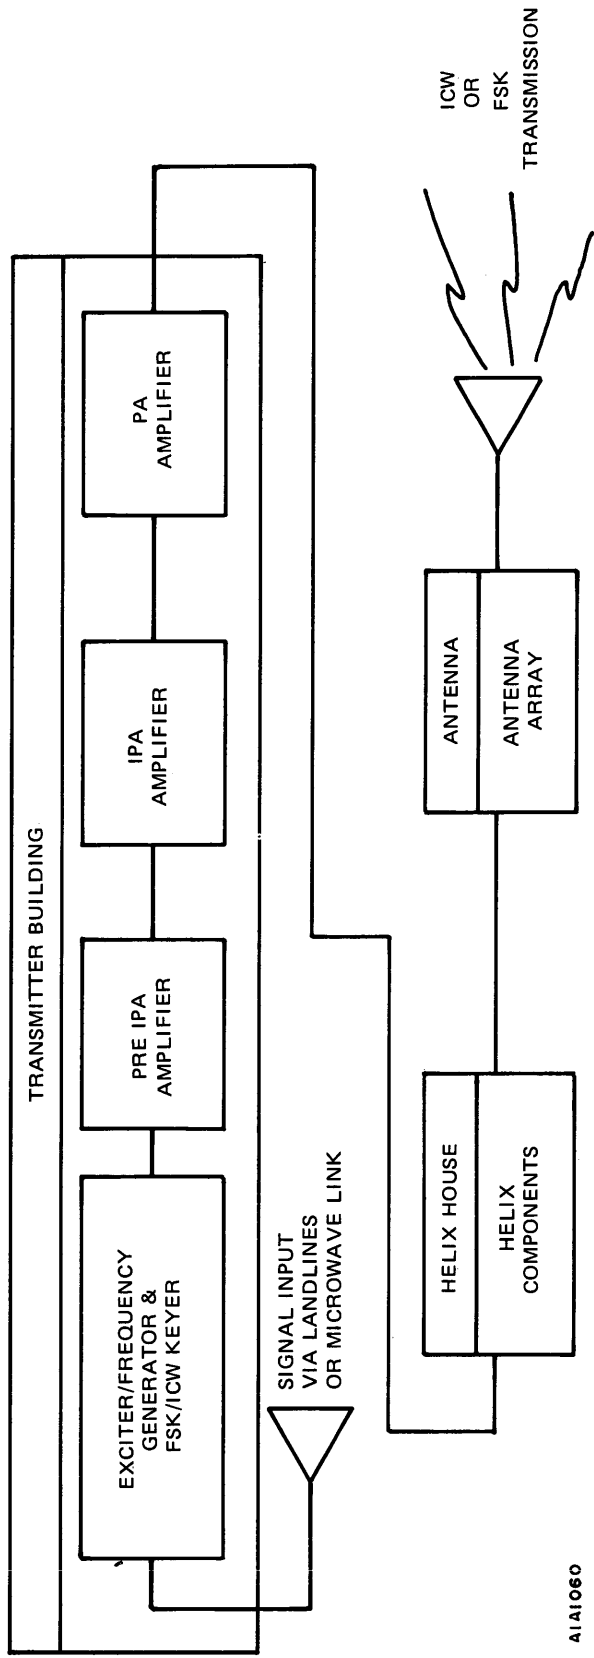 TRANSMITTER BUILDING
EXCITER/FREQUENCY
GENERATOR &
FSK/ICW KEYER
PRE IPA
AMPLIFIER
IPA
AMPLIFIER
PA
AMPLIFIER
SIGNAL INPUT
VIA LANDLINES
OR MICROWAVE LINK
HELIX HOUSE
HELIX
COMPONENTS
ANTENNA
ANTENNA
ARRAY
ICW
OR
FSK
TRANSMISSION
A1A1060